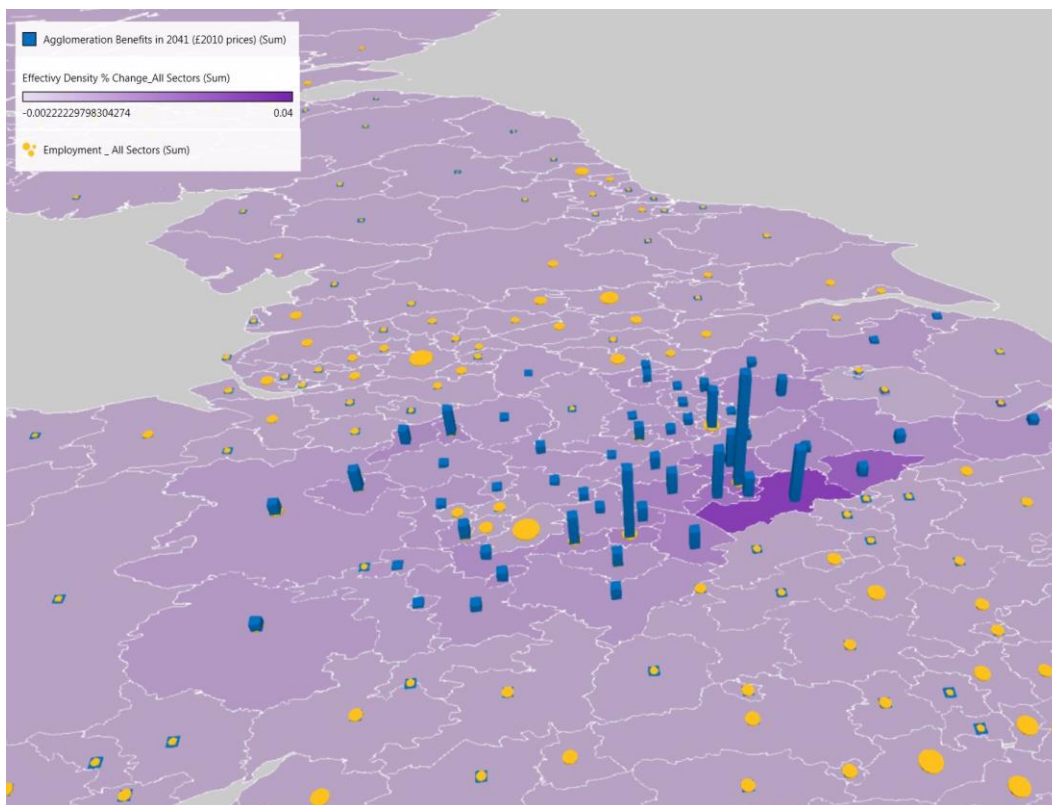 Agglomeration Benefits in 2041 (£2010 prices) (Sum)
Effectivy Density % Change_All Sectors (Sum)
-0.00222229798304274 0.04
Employment _ All Sectors (Sum)